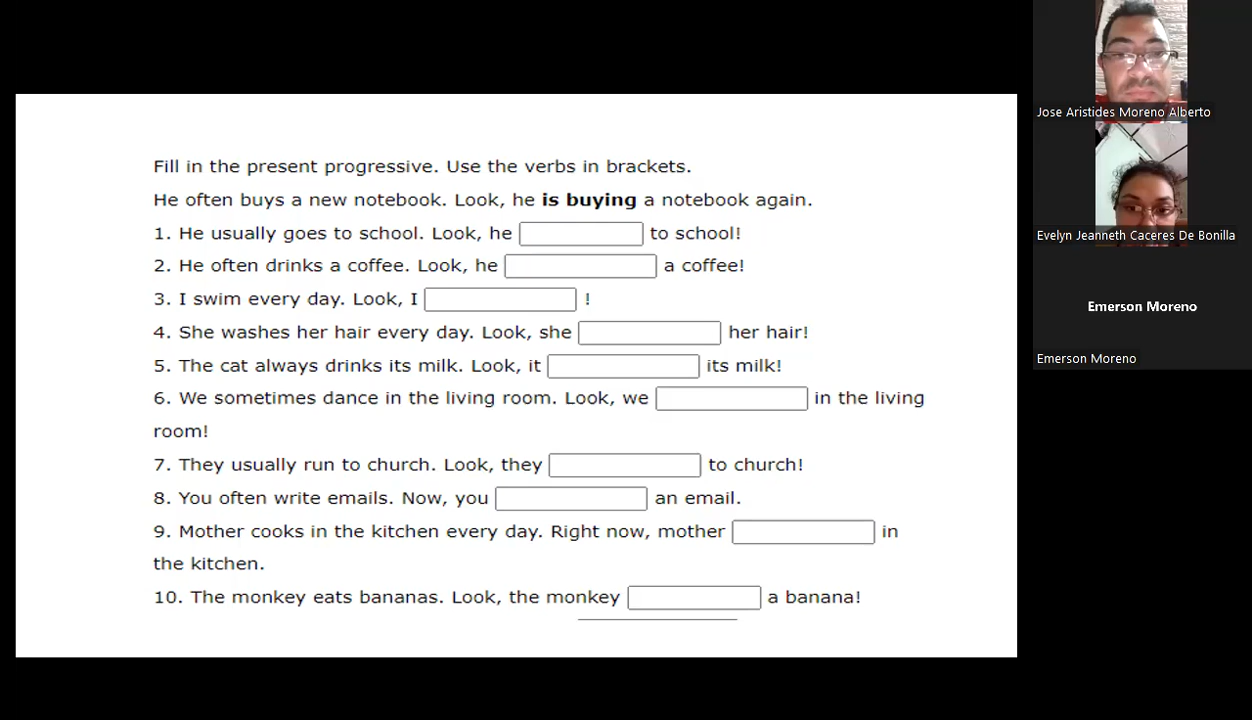 Fill in the present progressive. Use the verbs in brackets.
He often buys a new notebook. Look, he is buying a notebook again.
1. He usually goes to school. Look, he to school!
2. He often drinks a coffee. Look, he a coffee!
3. I swim every day. Look, I !
4. She washes her hair every day. Look, she her hair!
5. The cat always drinks its milk. Look, it its milk!
6. We sometimes dance in the living room. Look, we in the living
room!
7. They usually run to church. Look, they to church!
8. You often write emails. Now, you an email.
9. Mother cooks in the kitchen every day. Right now, mother in
the kitchen.
10. The monkey eats bananas. Look, the monkey a banana!
Jose Aristides Moreno Alberto
Evelyn Jeanneth Caceres De Bonilla
Emerson Moreno
Emerson Moreno